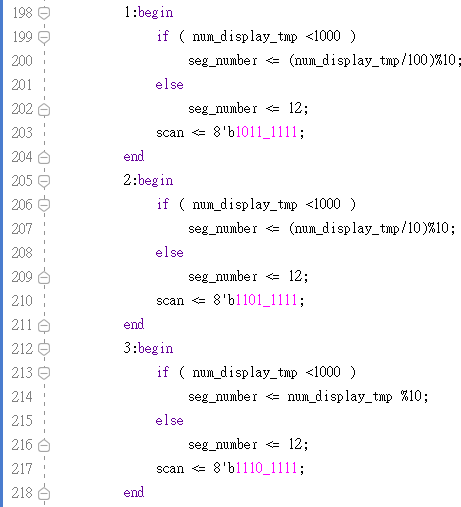 198 1:begin
199 if ( num_display_tmp <1000 )
200 seg_number <= (num_display_tmp/100)%10;
201 else
202 seg_number <= 12;
203 scan <= 8'b1011_1111;
204 end
205 2:begin
206 if ( num_display_tmp <1000 )
207 seg_number <= (num_display_tmp/10)%10;
208 else
209 seg_number <= 12;
210 scan <= 8'b1101_1111;
211 end
212 3:begin
213 if ( num_display_tmp <1000 )
214 seg_number <= num_display_tmp %10;
215 else
216 seg_number <= 12;
217 scan <= 8'b1110_1111;
218 end